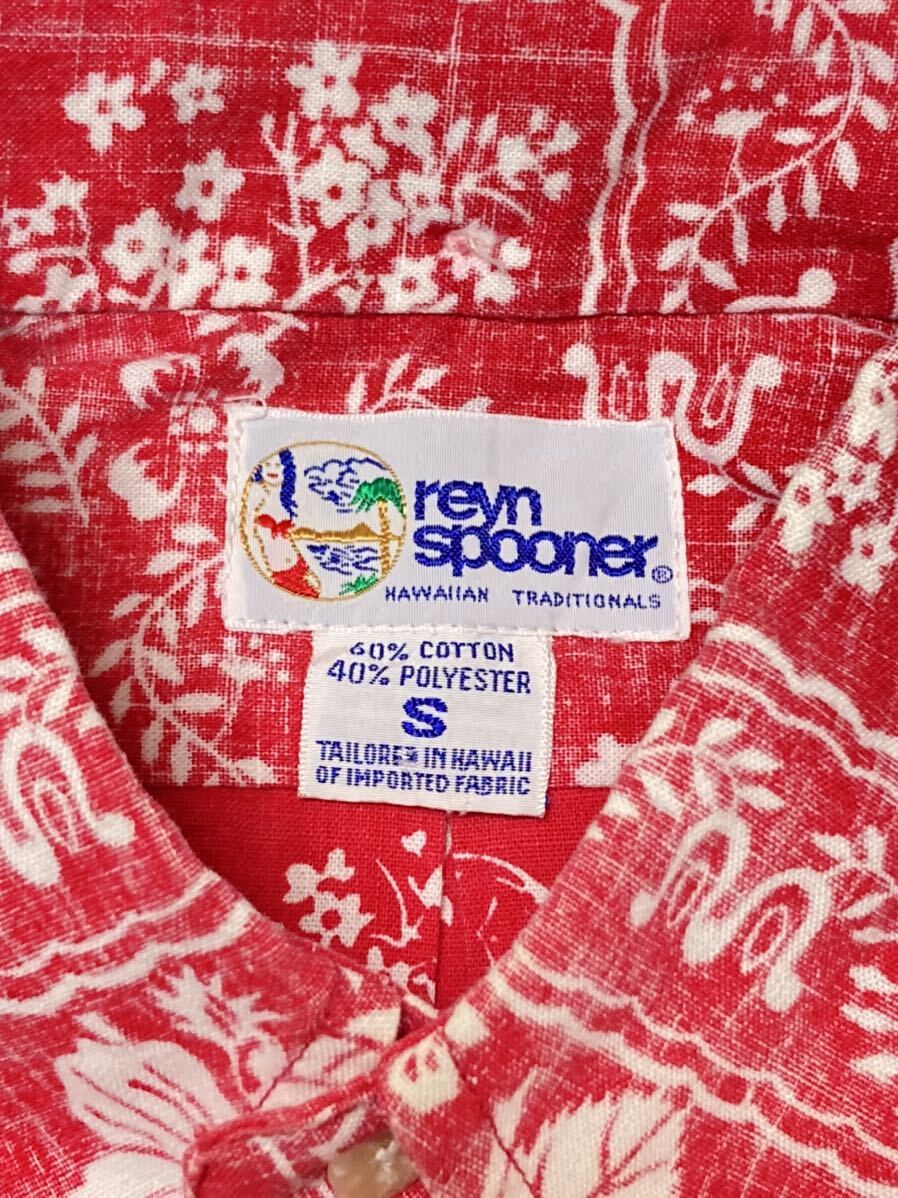 reyn
spooner®
HAWAIIAN TRADITIONALS
60% COTTON
40% POLYESTER
S
TAILORED IN HAWAII
OF IMPORTED FABRIC